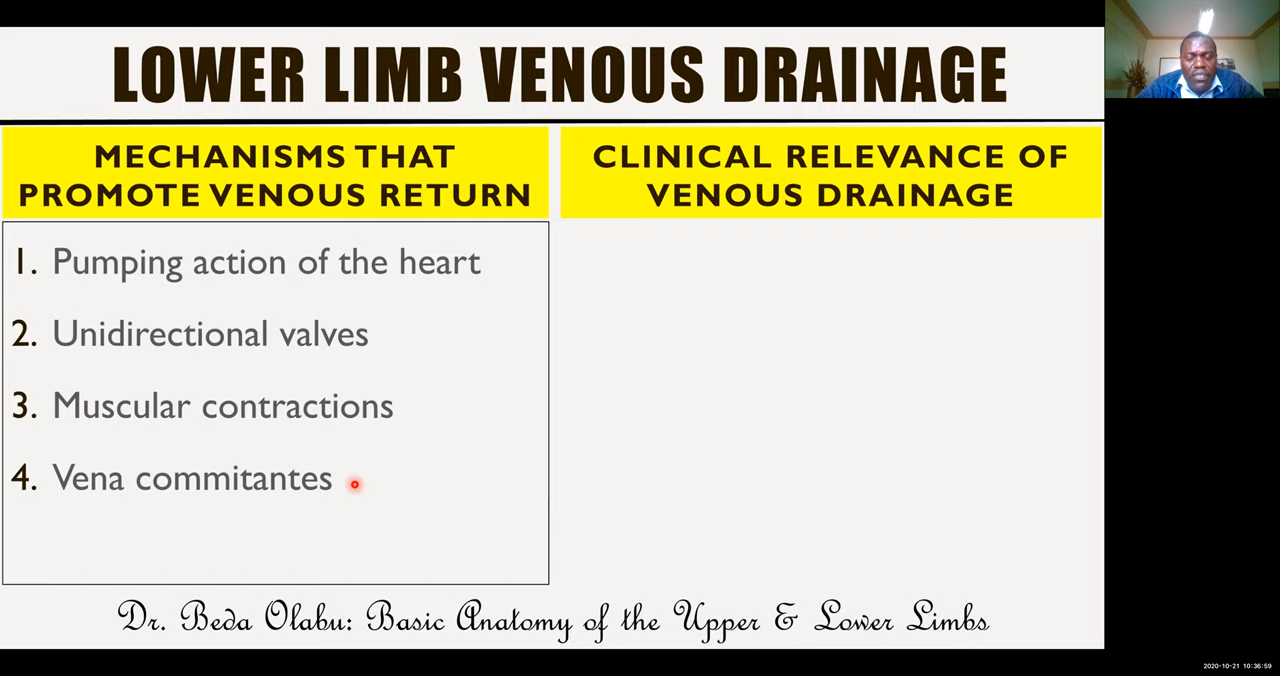 LOWER LIMB VENOUS DRAINAGE
MECHANISMS THAT
PROMOTE VENOUS RETURN
CLINICAL RELEVANCE OF
VENOUS DRAINAGE
1. Pumping action of the heart
2. Unidirectional valves
3. Muscular contractions
4. Vena commitantes
Dr. Beda Olabu: Basic Anatomy of the Upper & Lower Limbs
2020-10-21 10:36:59